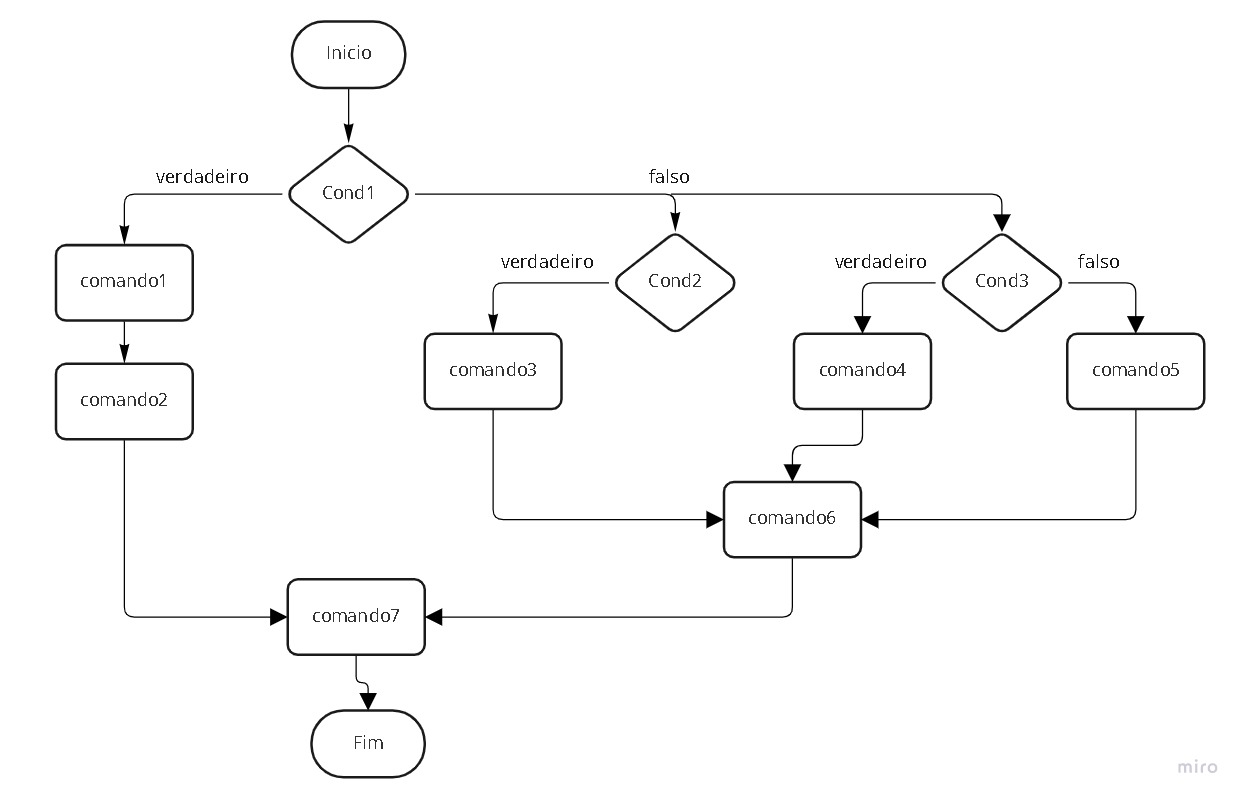 Inicio
Cond1
verdadeiro
falso
comando1
comando2
Cond2
verdadeiro
comando3
Cond3
verdadeiro
falso
comando4
comando5
comando6
comando7
Fim
miro